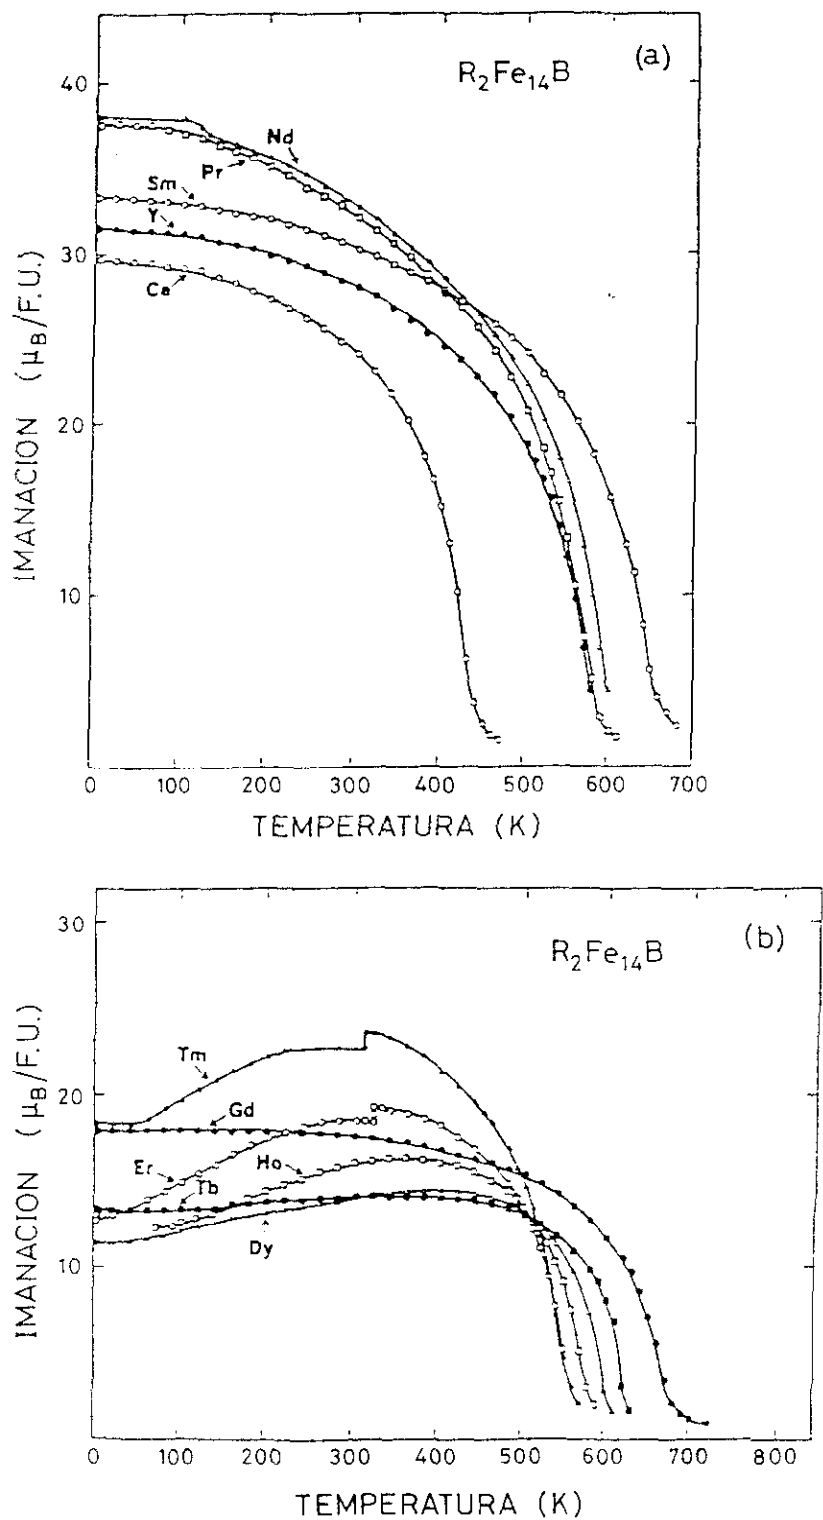 (a)
R₂Fe₁₄B
40
Nd
Pr
Sm
Y
30
Ce
IMANACION (μ_B/F.U.)
20
10
0 100 200 300 400 500 600 700
TEMPERATURA (K)
(b)
30
R₂Fe₁₄B
Tm
20
Gd
Er
Ho
Tb
Dy
IMANACION (μ_B/F.U.)
10
0 100 200 300 400 500 600 700 800
TEMPERATURA (K)